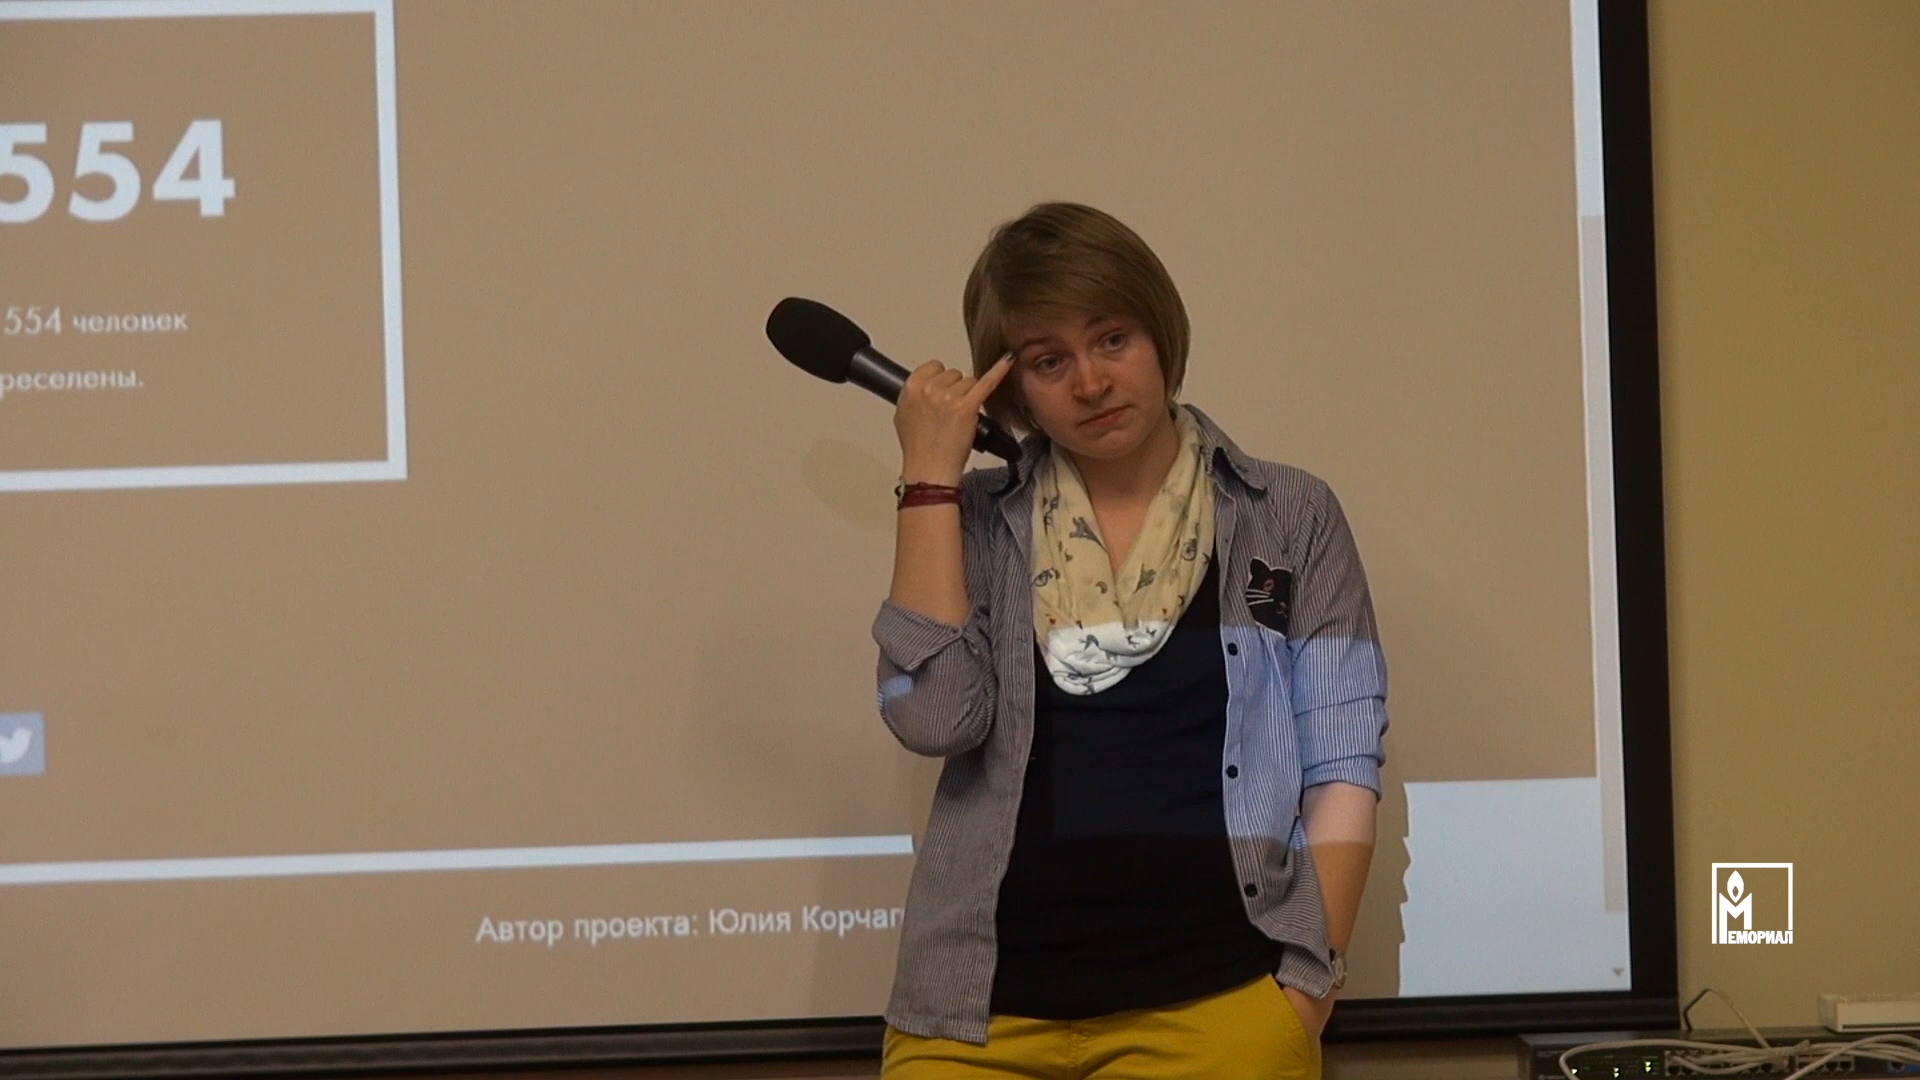 554
554 человек
реселены.
Автор проекта: Юлия Корчаг
МЕМОРИАЛ